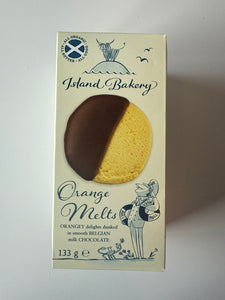 Island Bakery
Orange
Melts
ORANGEY delights dunked
in smooth BELGIAN
milk CHOCOLATE
133 g e